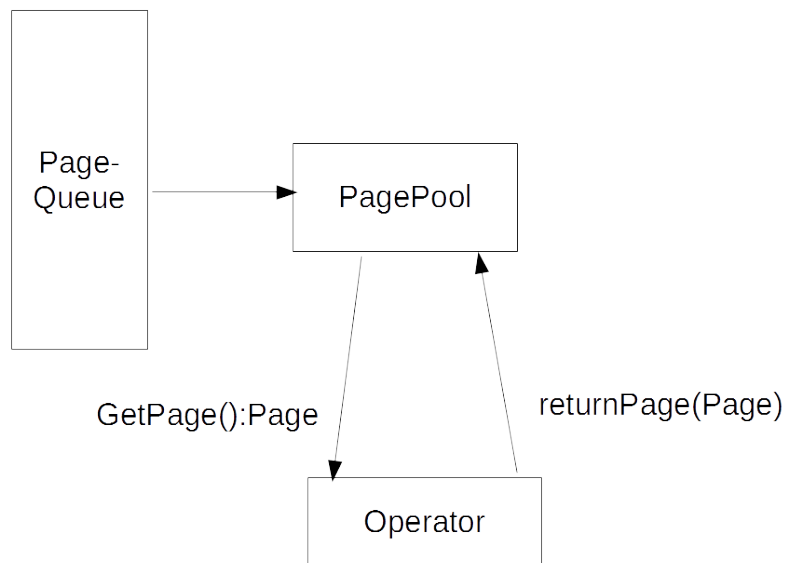 Page-
Queue
PagePool
GetPage():Page
returnPage(Page)
Operator